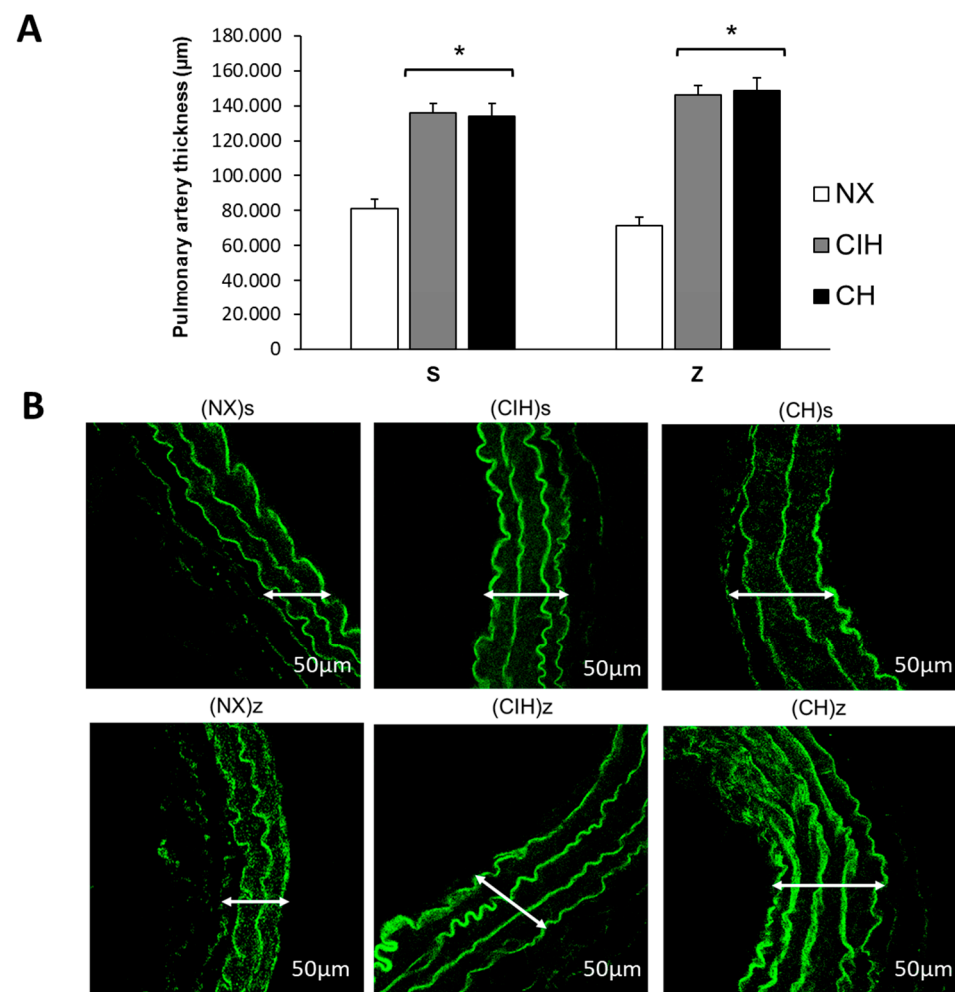 A
Pulmonary artery thickness (µm)
180.000
160.000
140.000
120.000
100.000
80.000
60.000
40.000
20.000
0
*
*
S
Z
NX
CIH
CH
B
(NX)s
(CIH)s
(CH)s
50µm
50µm
50µm
(NX)z
(CIH)z
(CH)z
50µm
50µm
50µm